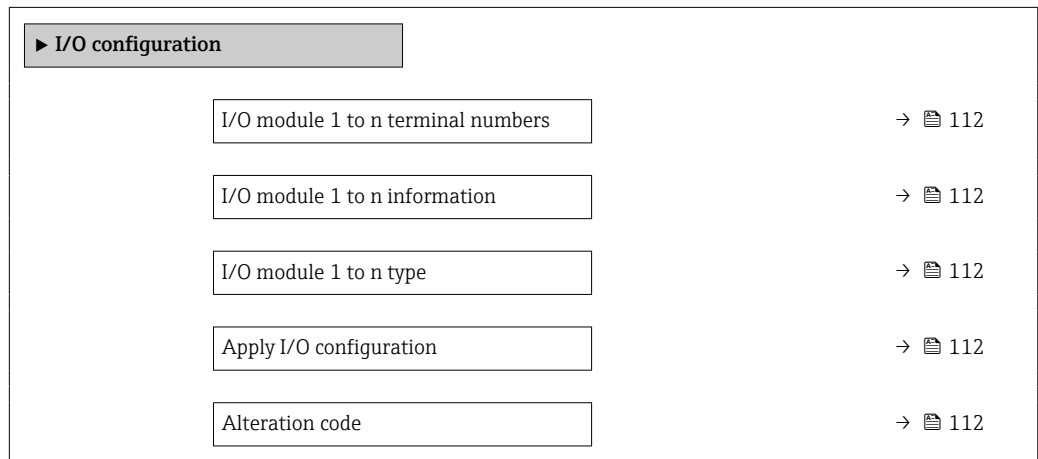 ► I/O configuration
I/O module 1 to n terminal numbers → 112
I/O module 1 to n information → 112
I/O module 1 to n type → 112
Apply I/O configuration → 112
Alteration code → 112